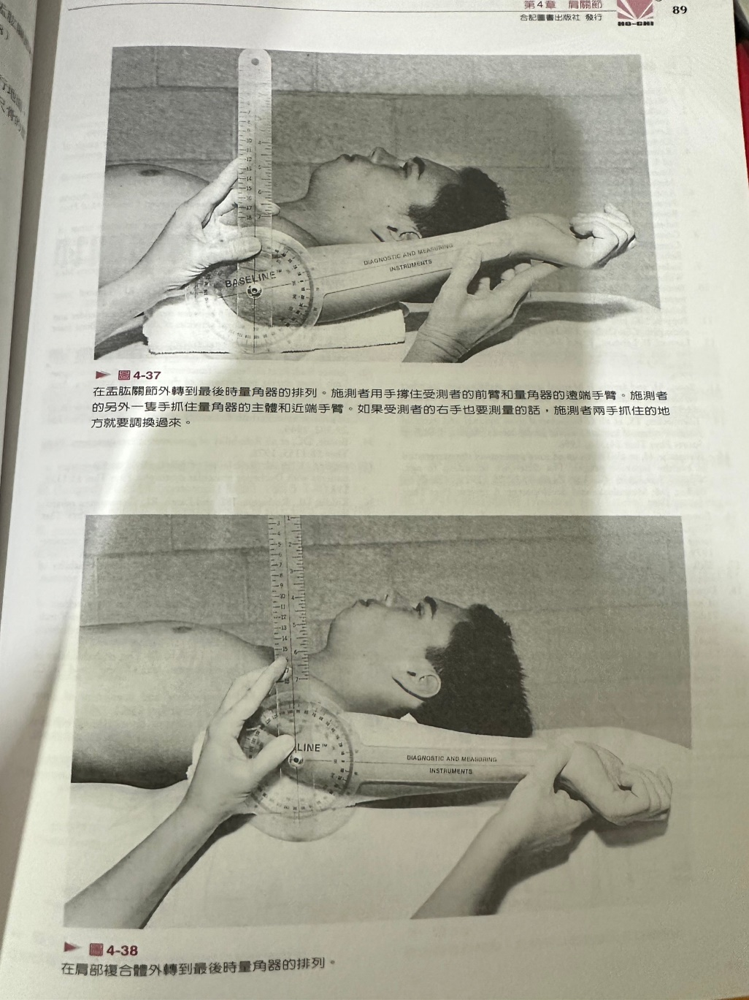 第4章 肩關節
合記圖書出版社 發行
HO-CHI
89
BASELINE™
DIAGNOSTIC AND MEASURING
INSTRUMENTS
圖 4-37
在盂肱關節外轉到最後時量角器的排列。施測者用手撐住受測者的前臂和量角器的遠端手臂。施測者
的另外一隻手抓住量角器的主體和近端手臂。如果受測者的右手也要測量的話，施測者兩手抓住的地
方就要調換過來。
LINE™
DIAGNOSTIC AND MEASURING
INSTRUMENTS
圖 4-38
在肩部複合體外轉到最後時量角器的排列。